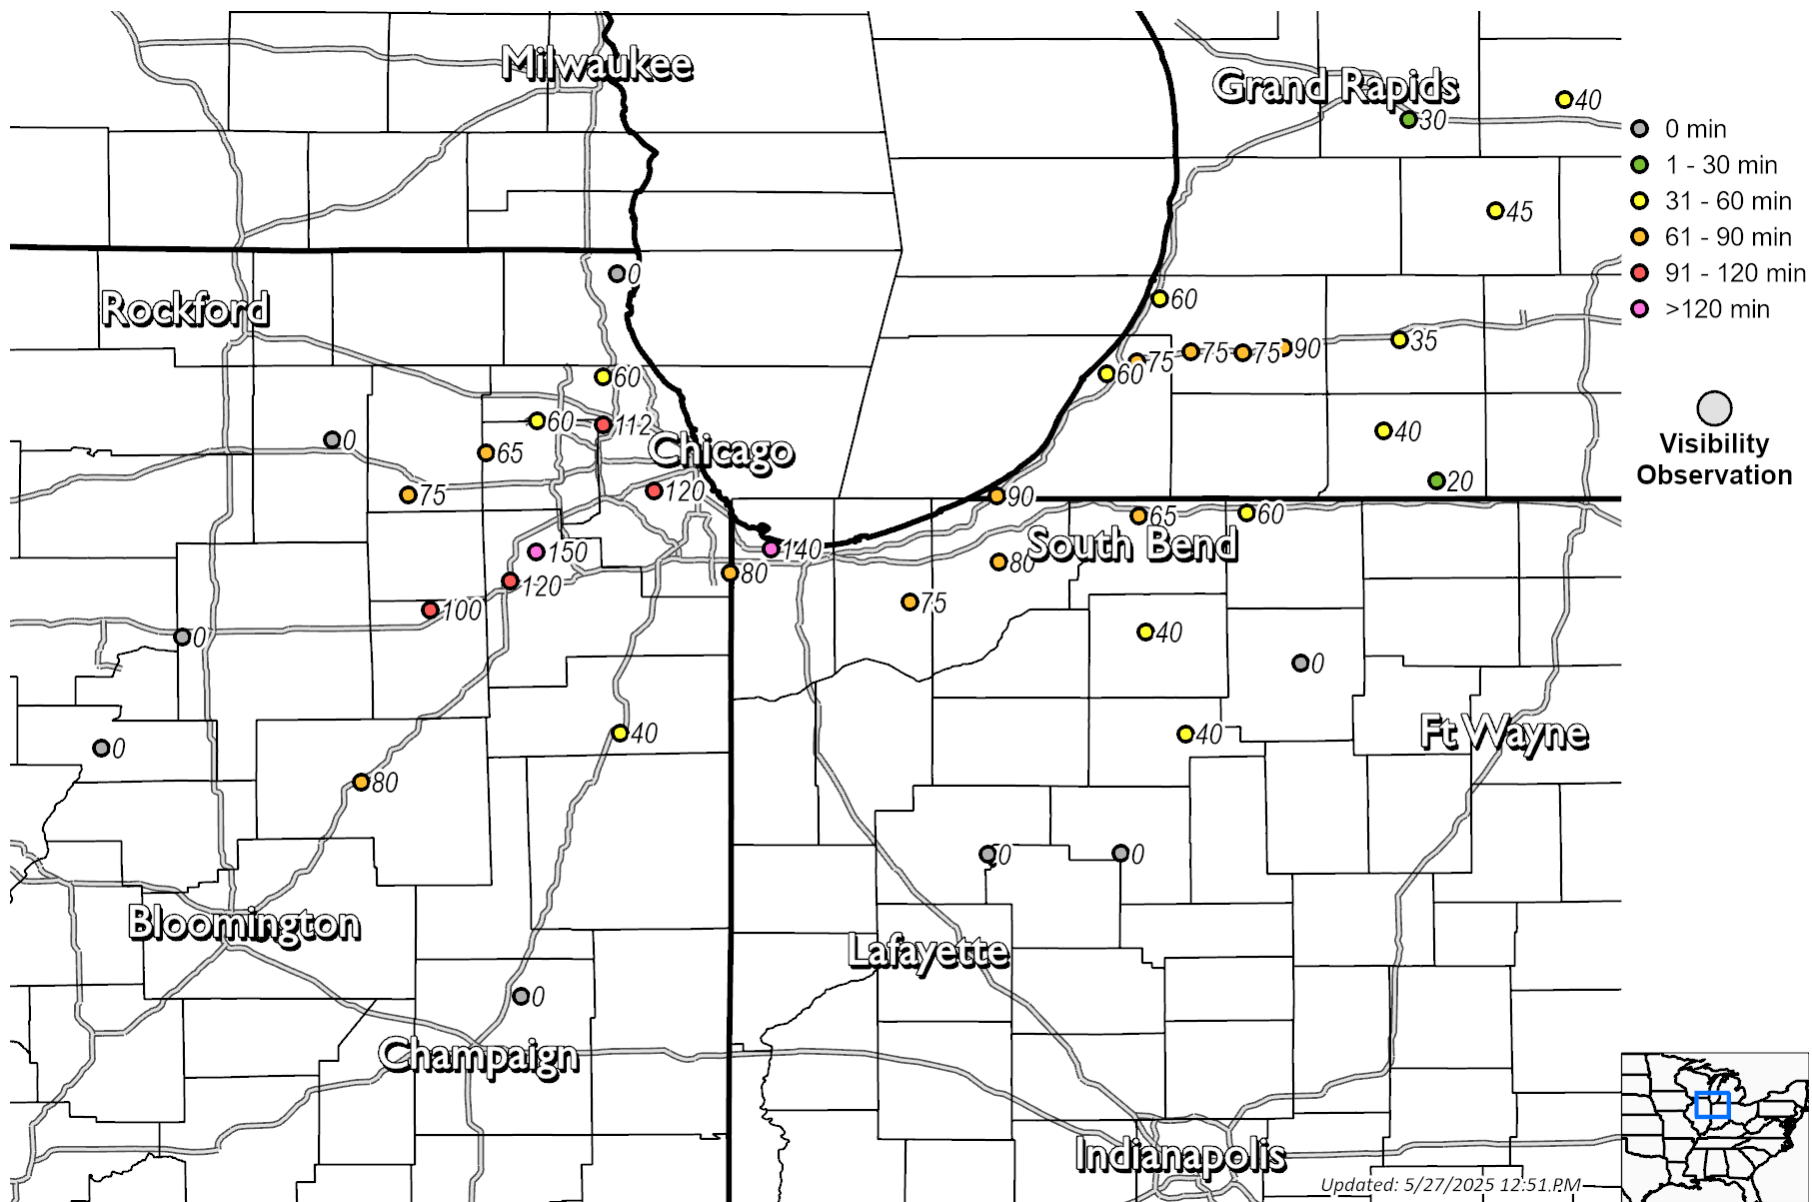 Milwaukee
Grand Rapids
40
30
0 min
1 - 30 min
31 - 60 min
61 - 90 min
91 - 120 min
>120 min
45
0
60
Rockford
35
75
75
75
90
60
60
60
112
40
0
65
Chicago
Visibility
Observation
20
75
120
90
65
60
150
140
South Bend
80
80
120
75
100
40
0
0
40
40
Ft Wayne
0
80
0
0
Bloomington
Lafayette
0
Champaign
Indianapolis
Updated: 5/27/2025 12:51 PM